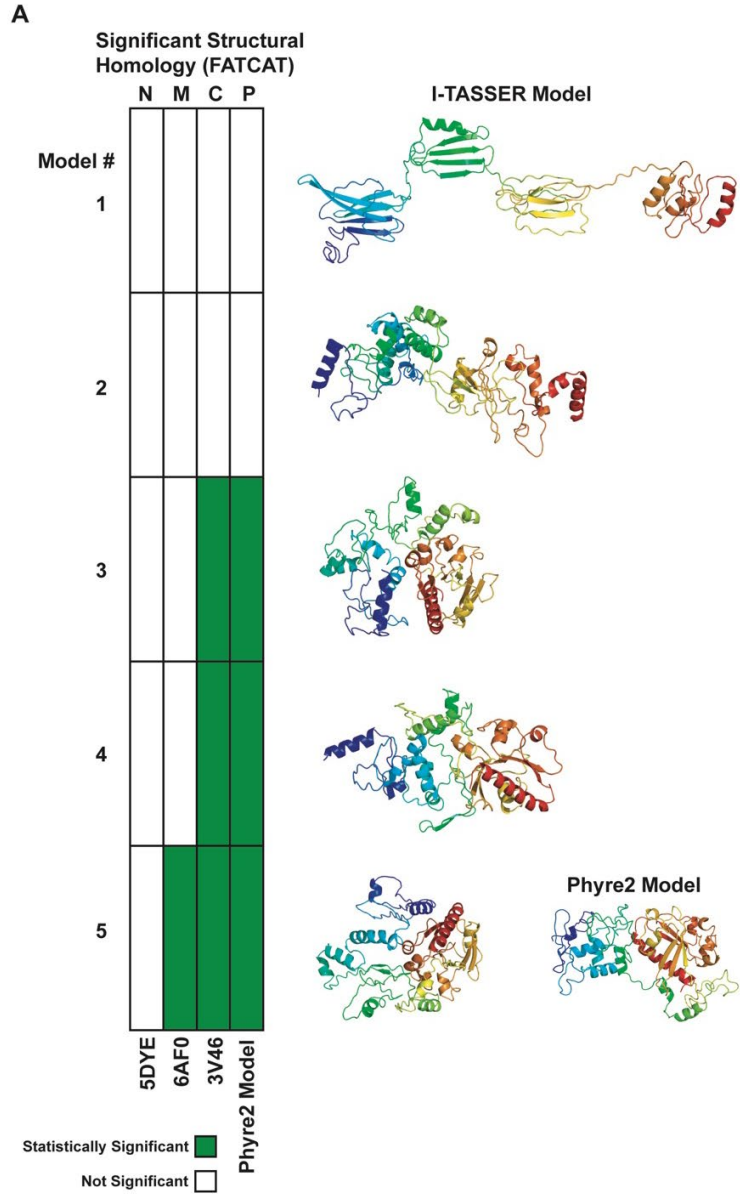 A
Significant Structural
Homology (FATCAT)
N M C P
I-TASSER Model
Model #
1
2
3
4
5
Phyre2 Model
5DYE
6AF0
3V46
Phyre2 Model
Statistically Significant
Not Significant